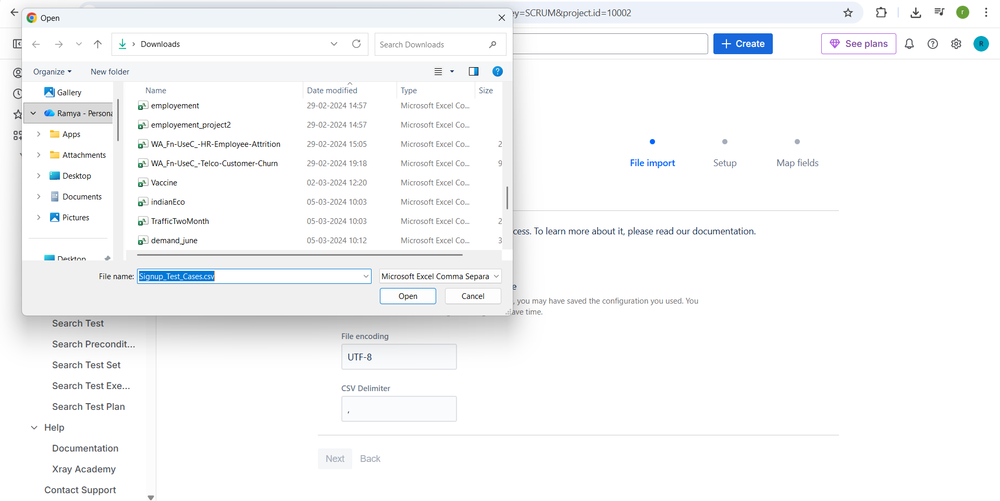 Open
ey=SCRUM&project.id=10002
r
Downloads
Search Downloads
Create
See plans
R
Organize
New folder
Gallery
Ramya - Persona
Apps
Attachments
Desktop
Documents
Pictures
Desktop
Name Date modified Type Size
employement 29-02-2024 14:57 Microsoft Excel Co...
employement_project2 29-02-2024 14:57 Microsoft Excel Co...
WA_Fn-UseC_-HR-Employee-Attrition 29-02-2024 15:05 Microsoft Excel Co... 2
WA_Fn-UseC_-Telco-Customer-Churn 29-02-2024 19:18 Microsoft Excel Co... 9
Vaccine 02-03-2024 12:20 Microsoft Excel Co...
indianEco 05-03-2024 10:03 Microsoft Excel Co...
TrafficTwoMonth 05-03-2024 10:03 Microsoft Excel Co... 2
demand_june 05-03-2024 10:12 Microsoft Excel Co... 3
File name: Signup_Test_Cases.csv Microsoft Excel Comma Separa
Open Cancel
File import Setup Map fields
cess. To learn more about it, please read our documentation.
e
, you may have saved the configuration you used. You
ave time.
File encoding
UTF-8
CSV Delimiter
,
Next Back
Search Test
Search Precondit...
Search Test Set
Search Test Exe...
Search Test Plan
Help
Documentation
Xray Academy
Contact Support